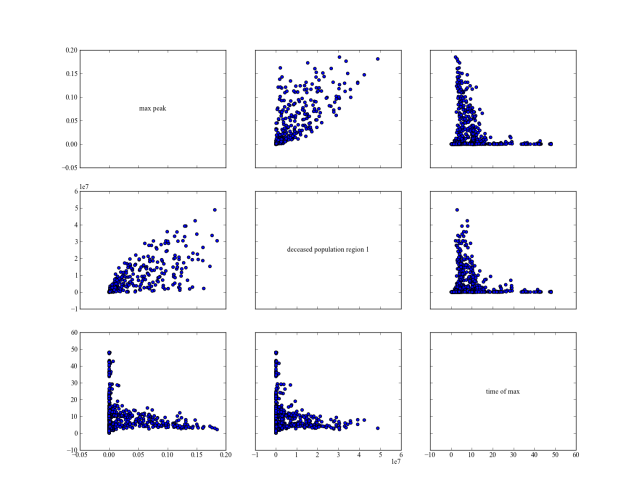 0.20
0.15
0.10
0.05
0.00
−0.05
max peak
1e7
6
5
4
3
2
1
0
−1
deceased population region 1
60
50
40
30
20
10
0
−10
time of max
−0.05 0.00 0.05 0.10 0.15 0.20
−1 0 1 2 3 4 5 6
1e7
−10 0 10 20 30 40 50 60